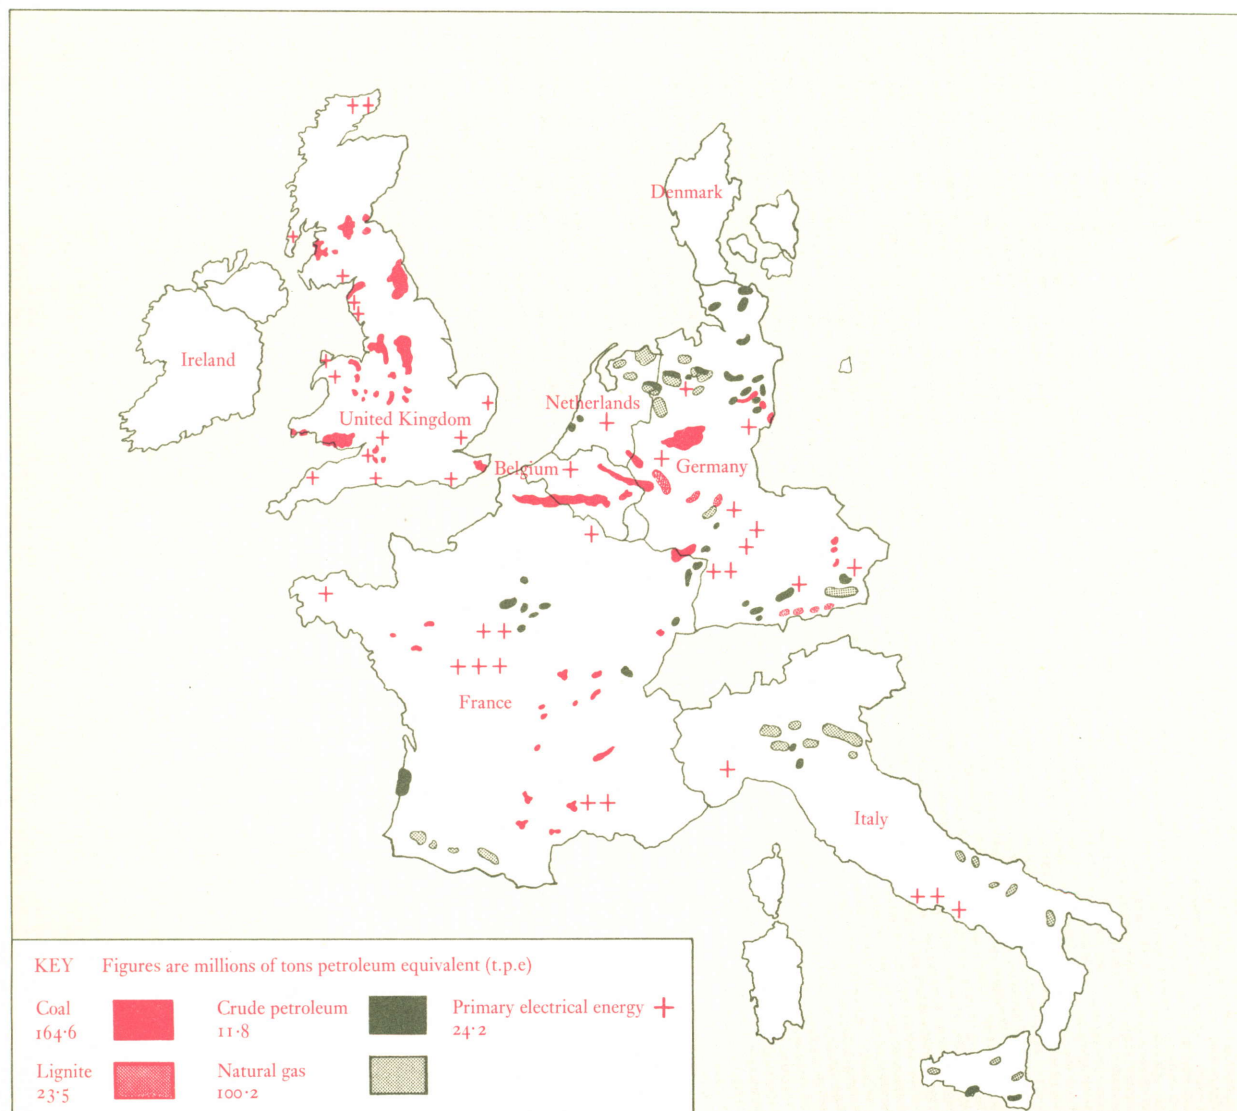 Denmark
Ireland
Netherlands
United Kingdom
Belgium
Germany
France
Italy
KEY Figures are millions of tons petroleum equivalent (t.p.e)
Coal
164·6
Crude petroleum
11·8
Primary electrical energy +
24·2
Lignite
23·5
Natural gas
100·2